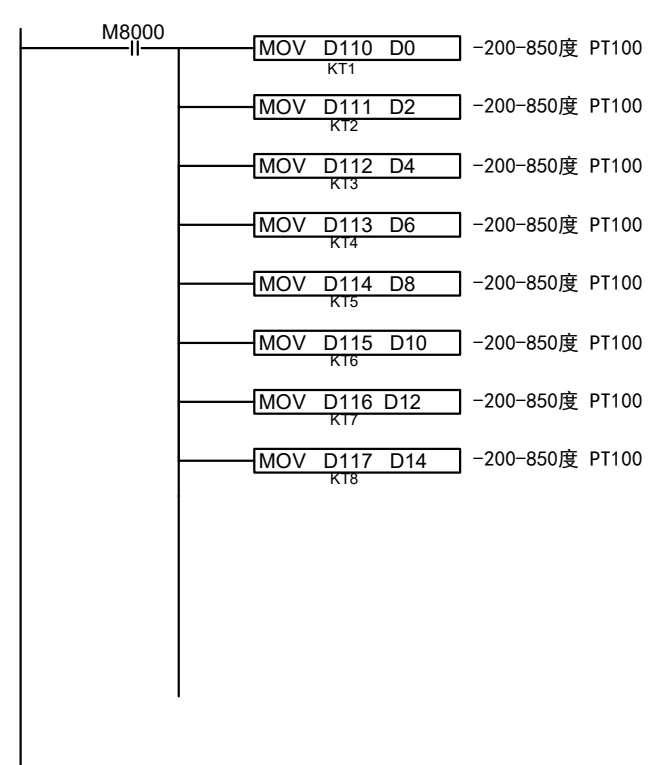 M8000
MOV D110 D0 -200-850度 PT100
KT1
MOV D111 D2 -200-850度 PT100
KT2
MOV D112 D4 -200-850度 PT100
KT3
MOV D113 D6 -200-850度 PT100
KT4
MOV D114 D8 -200-850度 PT100
KT5
MOV D115 D10 -200-850度 PT100
KT6
MOV D116 D12 -200-850度 PT100
KT7
MOV D117 D14 -200-850度 PT100
KT8